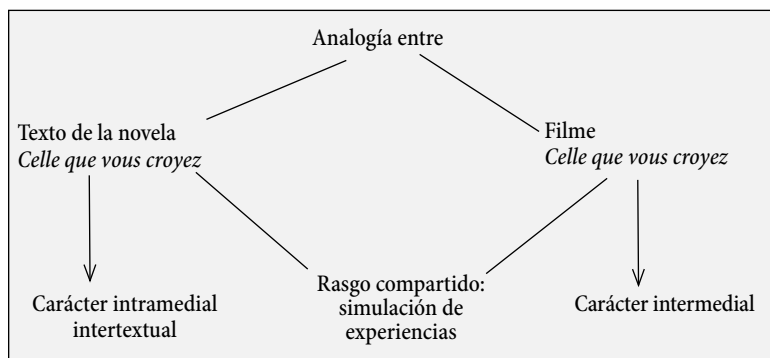 Analogía entre
Texto de la novela
Celle que vous croyez
Filme
Celle que vous croyez
Carácter intramedial
intertextual
Rasgo compartido:
simulación de
experiencias
Carácter intermedial